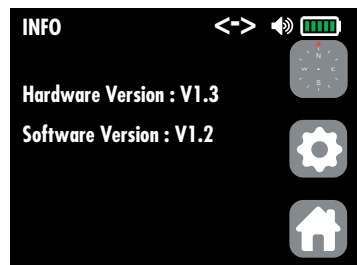 INFO
<->
N
W E
S
Hardware Version : V1.3
Software Version : V1.2